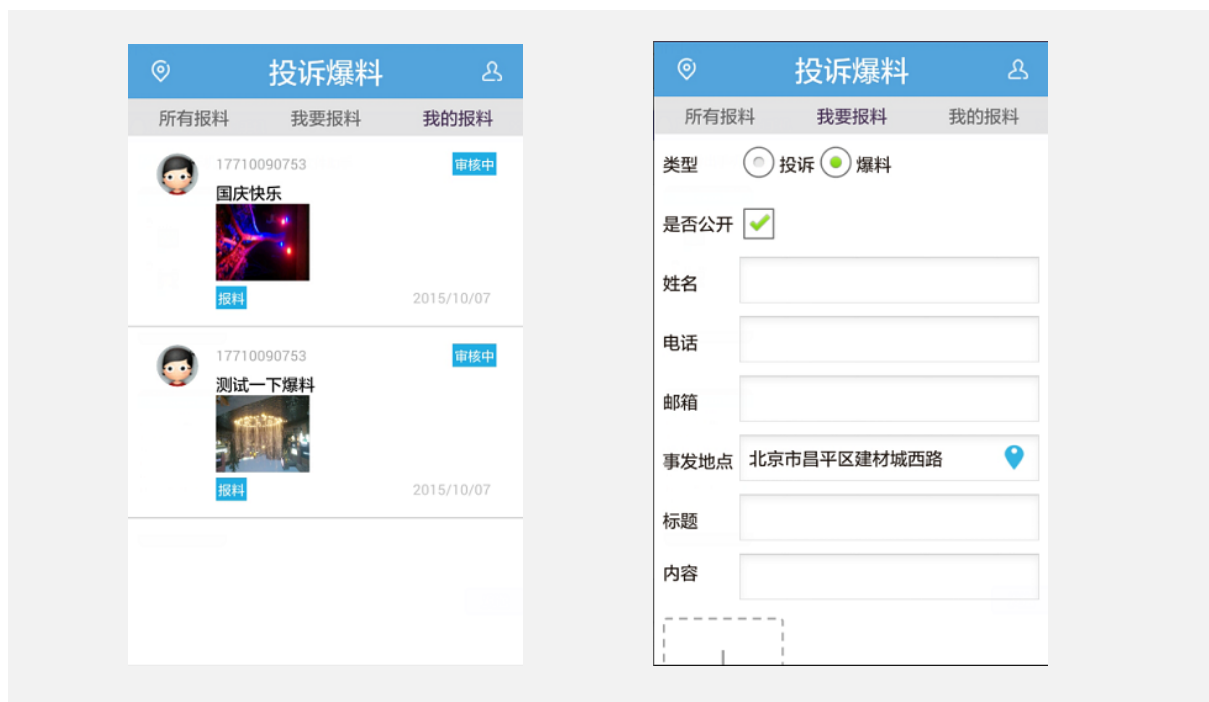 投诉爆料
所有报料 我要报料 我的报料
17710090753 审核中
国庆快乐
报料 2015/10/07
17710090753 审核中
测试一下爆料
报料 2015/10/07
投诉爆料
所有报料 我要报料 我的报料
类型 投诉 爆料
是否公开
姓名
电话
邮箱
事发地点 北京市昌平区建材城西路
标题
内容